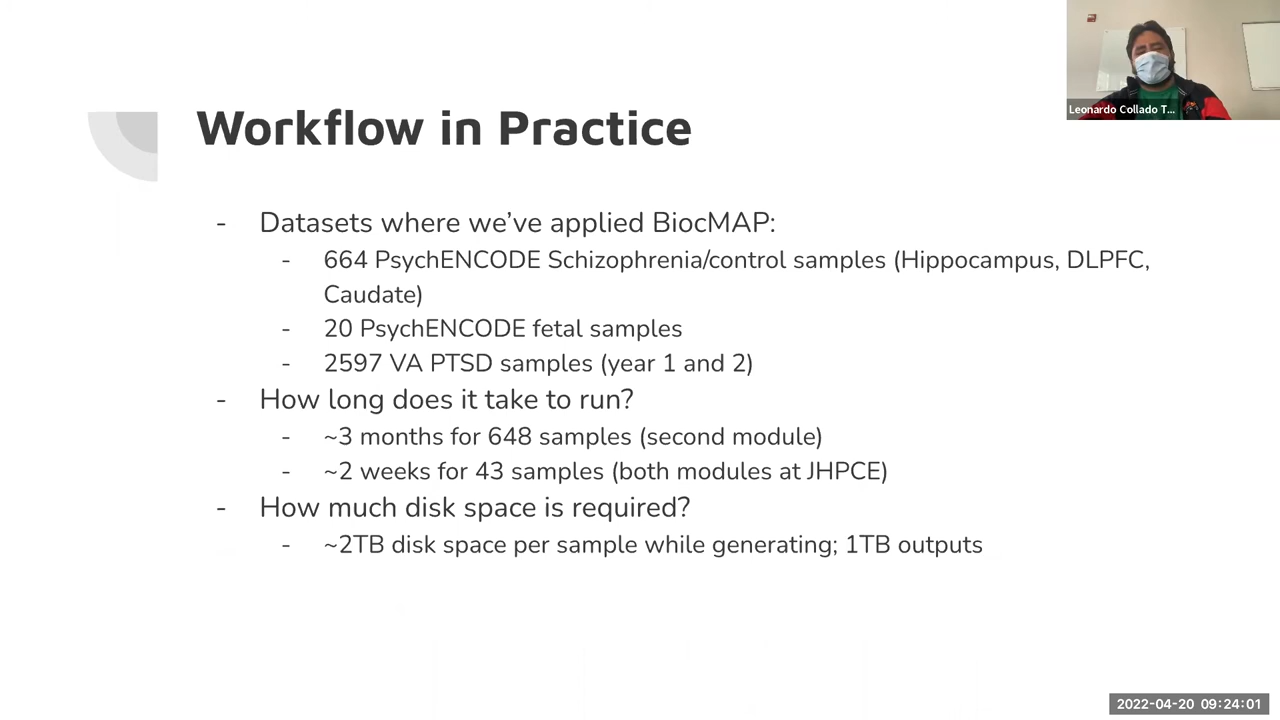 Leonardo Collado T...
Workflow in Practice
- Datasets where we've applied BiocMAP:
- 664 PsychENCODE Schizophrenia/control samples (Hippocampus, DLPFC,
Caudate)
- 20 PsychENCODE fetal samples
- 2597 VA PTSD samples (year 1 and 2)
- How long does it take to run?
- ~3 months for 648 samples (second module)
- ~2 weeks for 43 samples (both modules at JHPCE)
- How much disk space is required?
- ~2TB disk space per sample while generating; 1TB outputs
2022-04-20 09:24:01